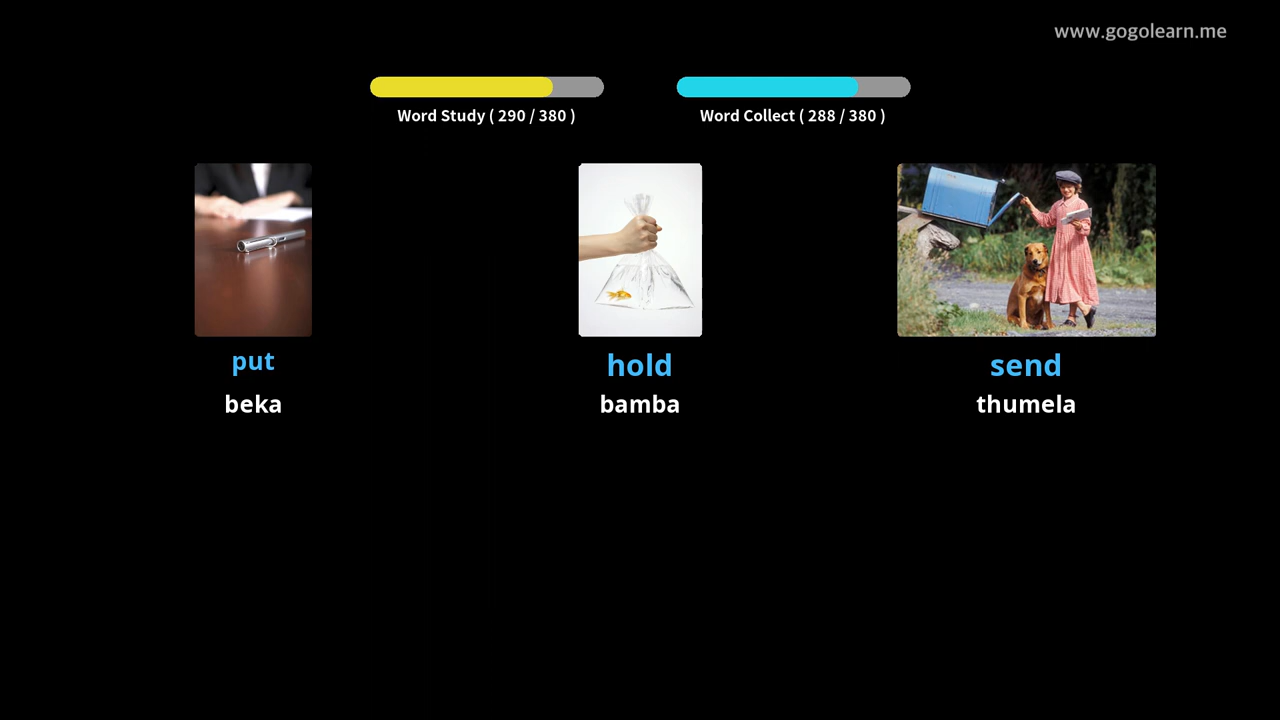 www.gogolearn.me
Word Study ( 290 / 380 )
Word Collect ( 288 / 380 )
put
beka
hold
bamba
send
thumela